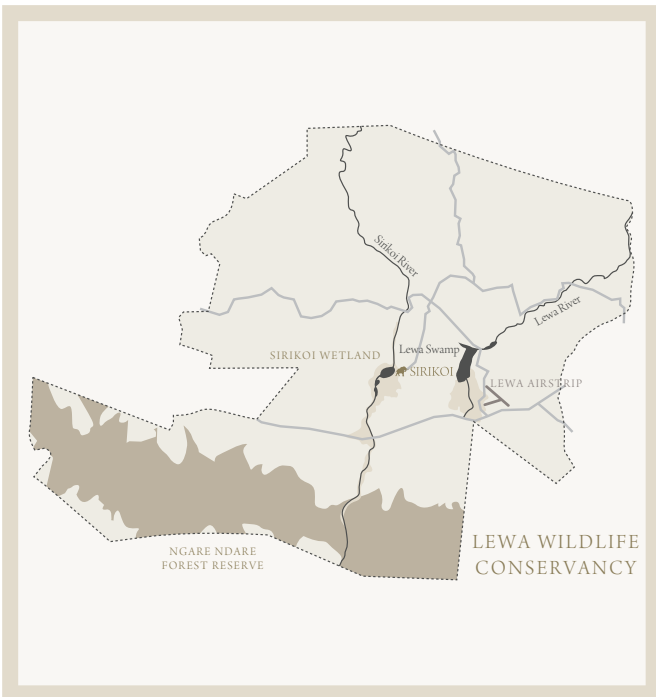 Sirikoi River
Lewa River
Lewa Swamp
SIRIKOI WETLAND
SIRIKOI
LEWA AIRSTRIP
LEWA WILDLIFE
CONSERVANCY
NGARE NDARE
FOREST RESERVE